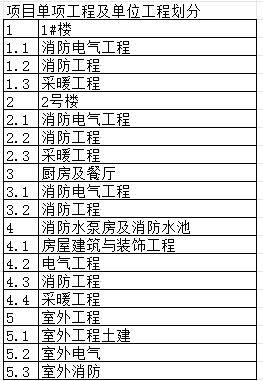 项目单项工程及单位工程划分
1 1#楼
1.1 消防电气工程
1.2 消防工程
1.3 采暖工程
2 2号楼
2.1 消防电气工程
2.2 消防工程
2.3 采暖工程
3 厨房及餐厅
3.1 消防电气工程
3.2 消防工程
4 消防水泵房及消防水池
4.1 房屋建筑与装饰工程
4.2 电气工程
4.3 消防工程
4.4 采暖工程
5 室外工程
5.1 室外工程土建
5.2 室外电气
5.3 室外消防